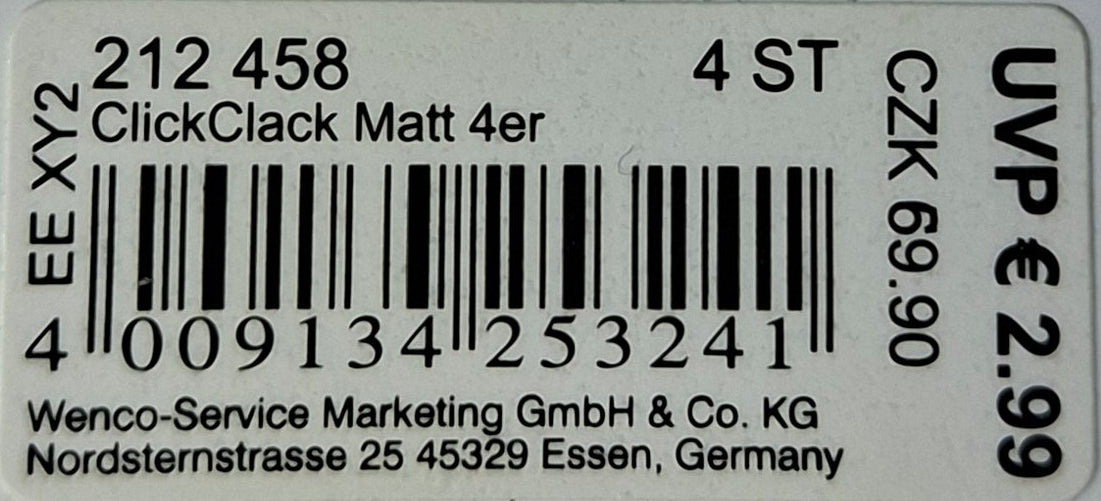 212 458 4 ST
ClickClack Matt 4er
EE XY2
4 009134 253241
Wenco-Service Marketing GmbH & Co. KG
Nordsternstrasse 25 45329 Essen, Germany
CZK 69.90
UVP € 2.99